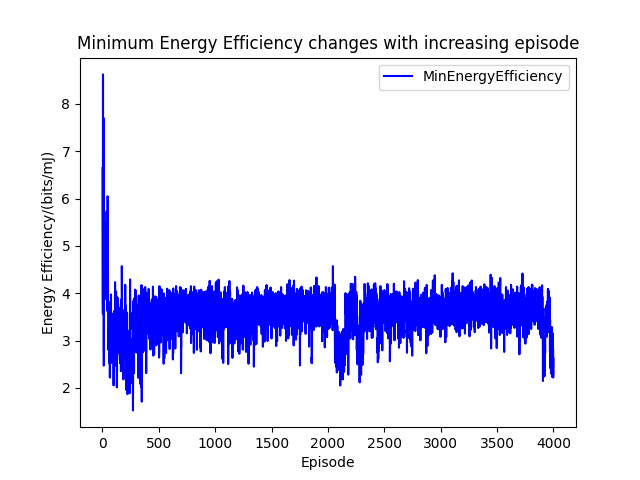 Minimum Energy Efficiency changes with increasing episode
MinEnergyEfficiency
Energy Efficiency/(bits/mJ)
8
7
6
5
4
3
2
0 500 1000 1500 2000 2500 3000 3500 4000
Episode